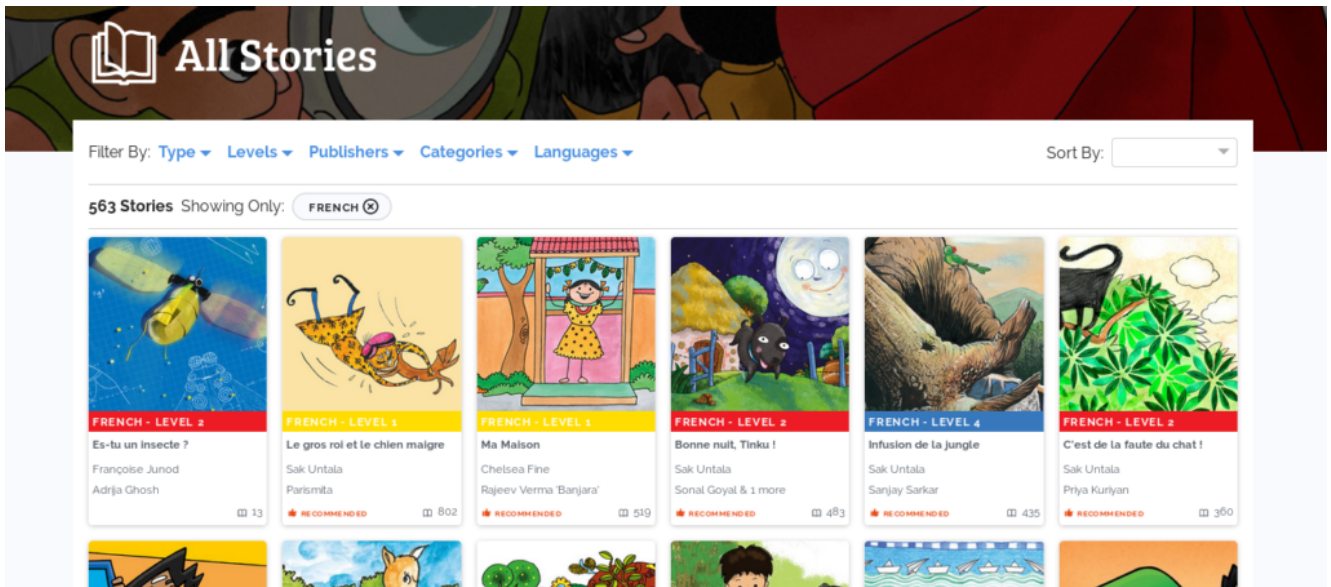 All Stories
Filter By: Type Levels Publishers Categories Languages
Sort By:
563 Stories Showing Only: FRENCH
FRENCH - LEVEL 2
Es-tu un insecte ?
Françoise Junod
Adrija Ghosh
13
FRENCH - LEVEL 1
Le gros roi et le chien maigre
Sak Untala
Parismita
RECOMMENDED 802
FRENCH - LEVEL 1
Ma Maison
Chelsea Fine
Rajeev Verma 'Banjara'
RECOMMENDED 519
FRENCH - LEVEL 2
Bonne nuit, Tinku !
Sak Untala
Sonal Goyal & 1 more
RECOMMENDED 483
FRENCH - LEVEL 4
Infusion de la jungle
Sak Untala
Sanjay Sarkar
RECOMMENDED 435
FRENCH - LEVEL 2
C'est de la faute du chat !
Sak Untala
Priya Kuriyan
RECOMMENDED 360